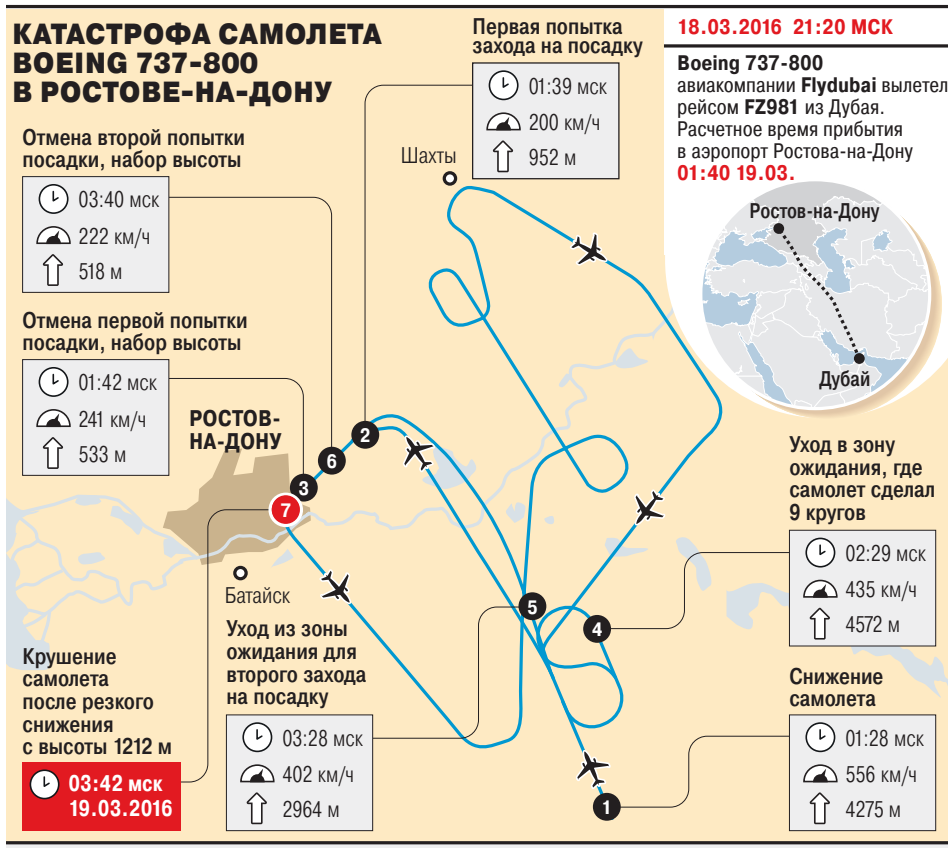 КАТАСТРОФА САМОЛЕТА
BOEING 737-800
В РОСТОВЕ-НА-ДОНУ
Первая попытка
захода на посадку
01:39 мск
200 км/ч
952 м
18.03.2016 21:20 МСК
Boeing 737-800
авиакомпании Flydubai вылетел
рейсом FZ981 из Дубая.
Расчетное время прибытия
в аэропорт Ростова-на-Дону
01:40 19.03.
Ростов-на-Дону
Дубай
Отмена второй попытки
посадки, набор высоты
03:40 мск
222 км/ч
518 м
Шахты
Отмена первой попытки
посадки, набор высоты
01:42 мск
241 км/ч
533 м
РОСТОВ-
НА-ДОНУ
2
6
3
7
Батайск
5
4
1
Уход в зону
ожидания, где
самолет сделал
9 кругов
02:29 мск
435 км/ч
4572 м
Уход из зоны
ожидания для
второго захода
на посадку
03:28 мск
402 км/ч
2964 м
Крушение
самолета
после резкого
снижения
с высоты 1212 м
03:42 мск
19.03.2016
Снижение
самолета
01:28 мск
556 км/ч
4275 м